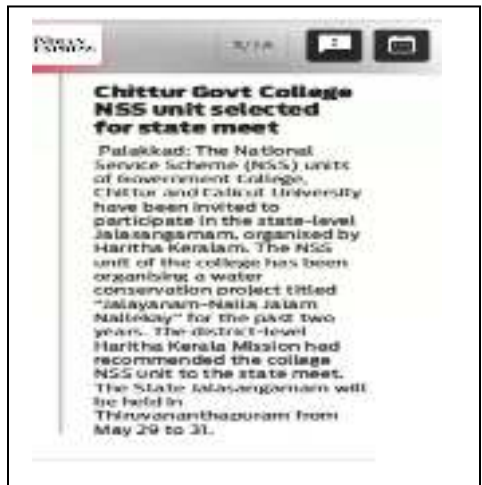 INDIAN
EXPRESS
Chittur Govt College
NSS unit selected
for state meet
Palakkad: The National
Service Scheme (NSS) units
of Government College,
Chittur and Calicut University
have been invited to
participate in the state-level
Jalasangamam, organised by
Haritha Keralam. The NSS
unit of the college has been
organising a water
conservation project titled
"Jalayanam-Nalla Jalam
Nallekay" for the past two
years. The district-level
Haritha Kerala Mission had
recommended the college
NSS unit to the state meet.
The State Jalasangamam will
be held in
Thiruvananthapuram from
May 29 to 31.